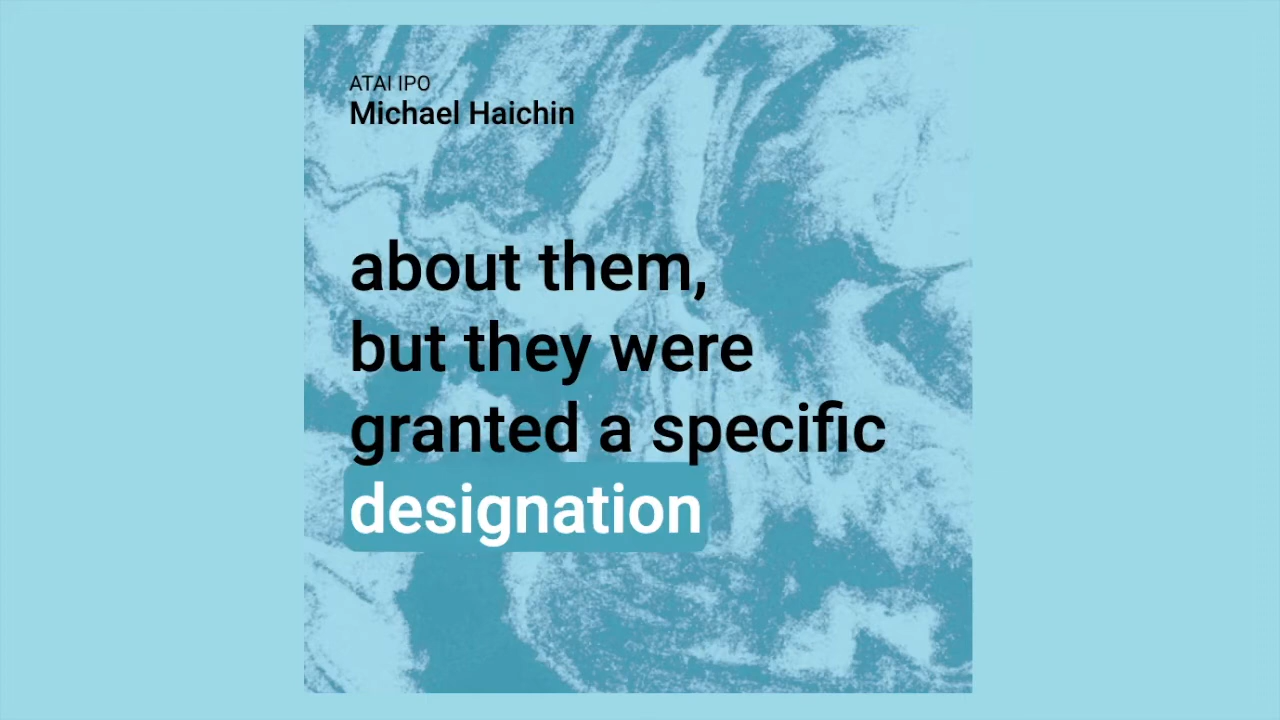 ATAI IPO
Michael Haichin
about them,
but they were
granted a specific
designation